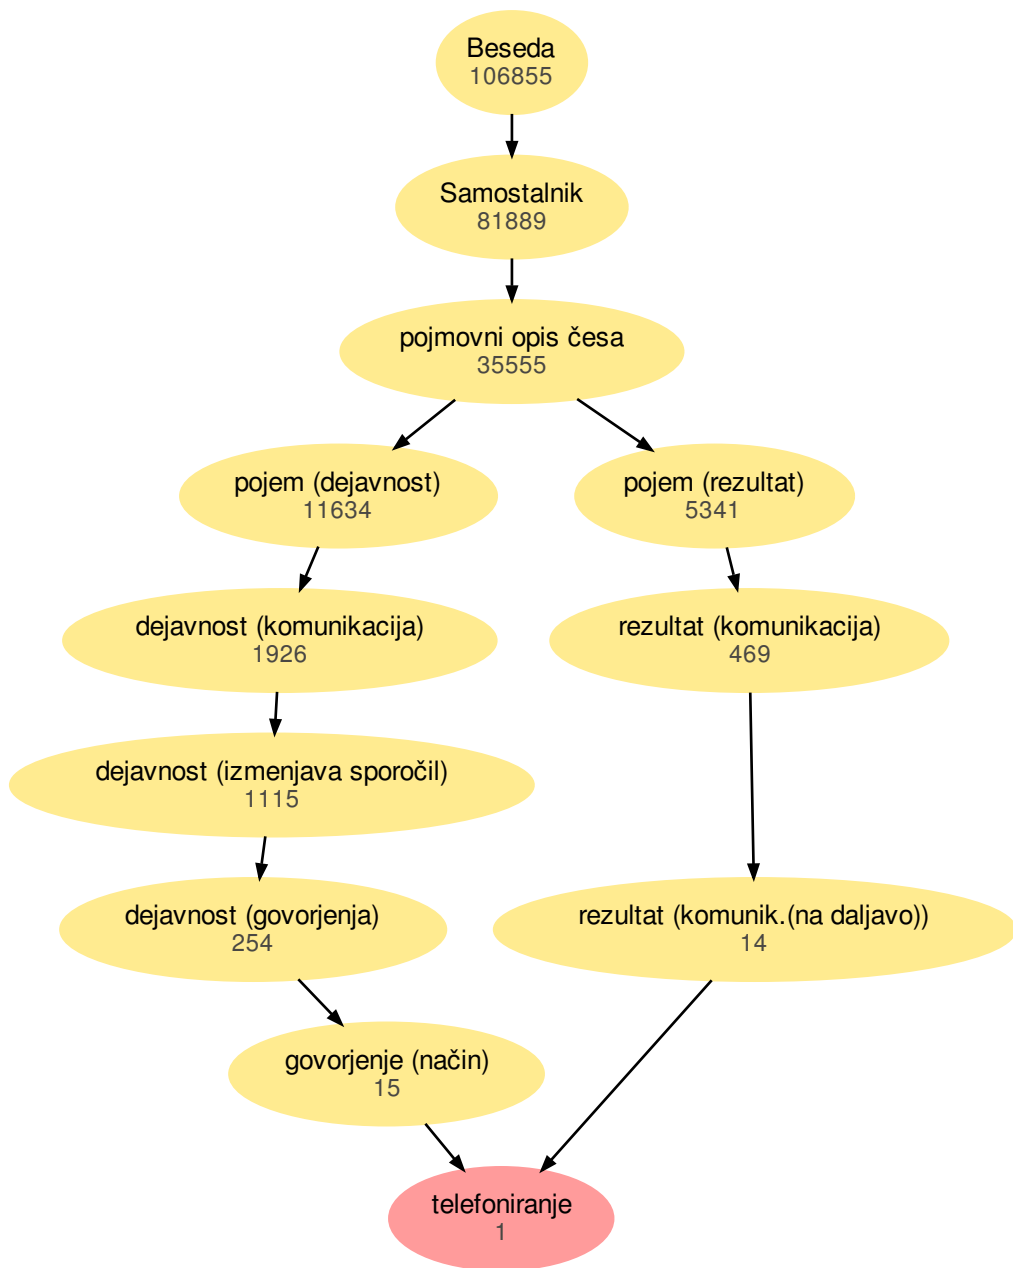 Beseda
106855
Samostalnik
81889
pojmovni opis česa
35555
pojem (dejavnost)
11634
pojem (rezultat)
5341
dejavnost (komunikacija)
1926
rezultat (komunikacija)
469
dejavnost (izmenjava sporočil)
1115
dejavnost (govorjenja)
254
rezultat (komunik.(na daljavo))
14
govorjenje (način)
15
telefoniranje
1